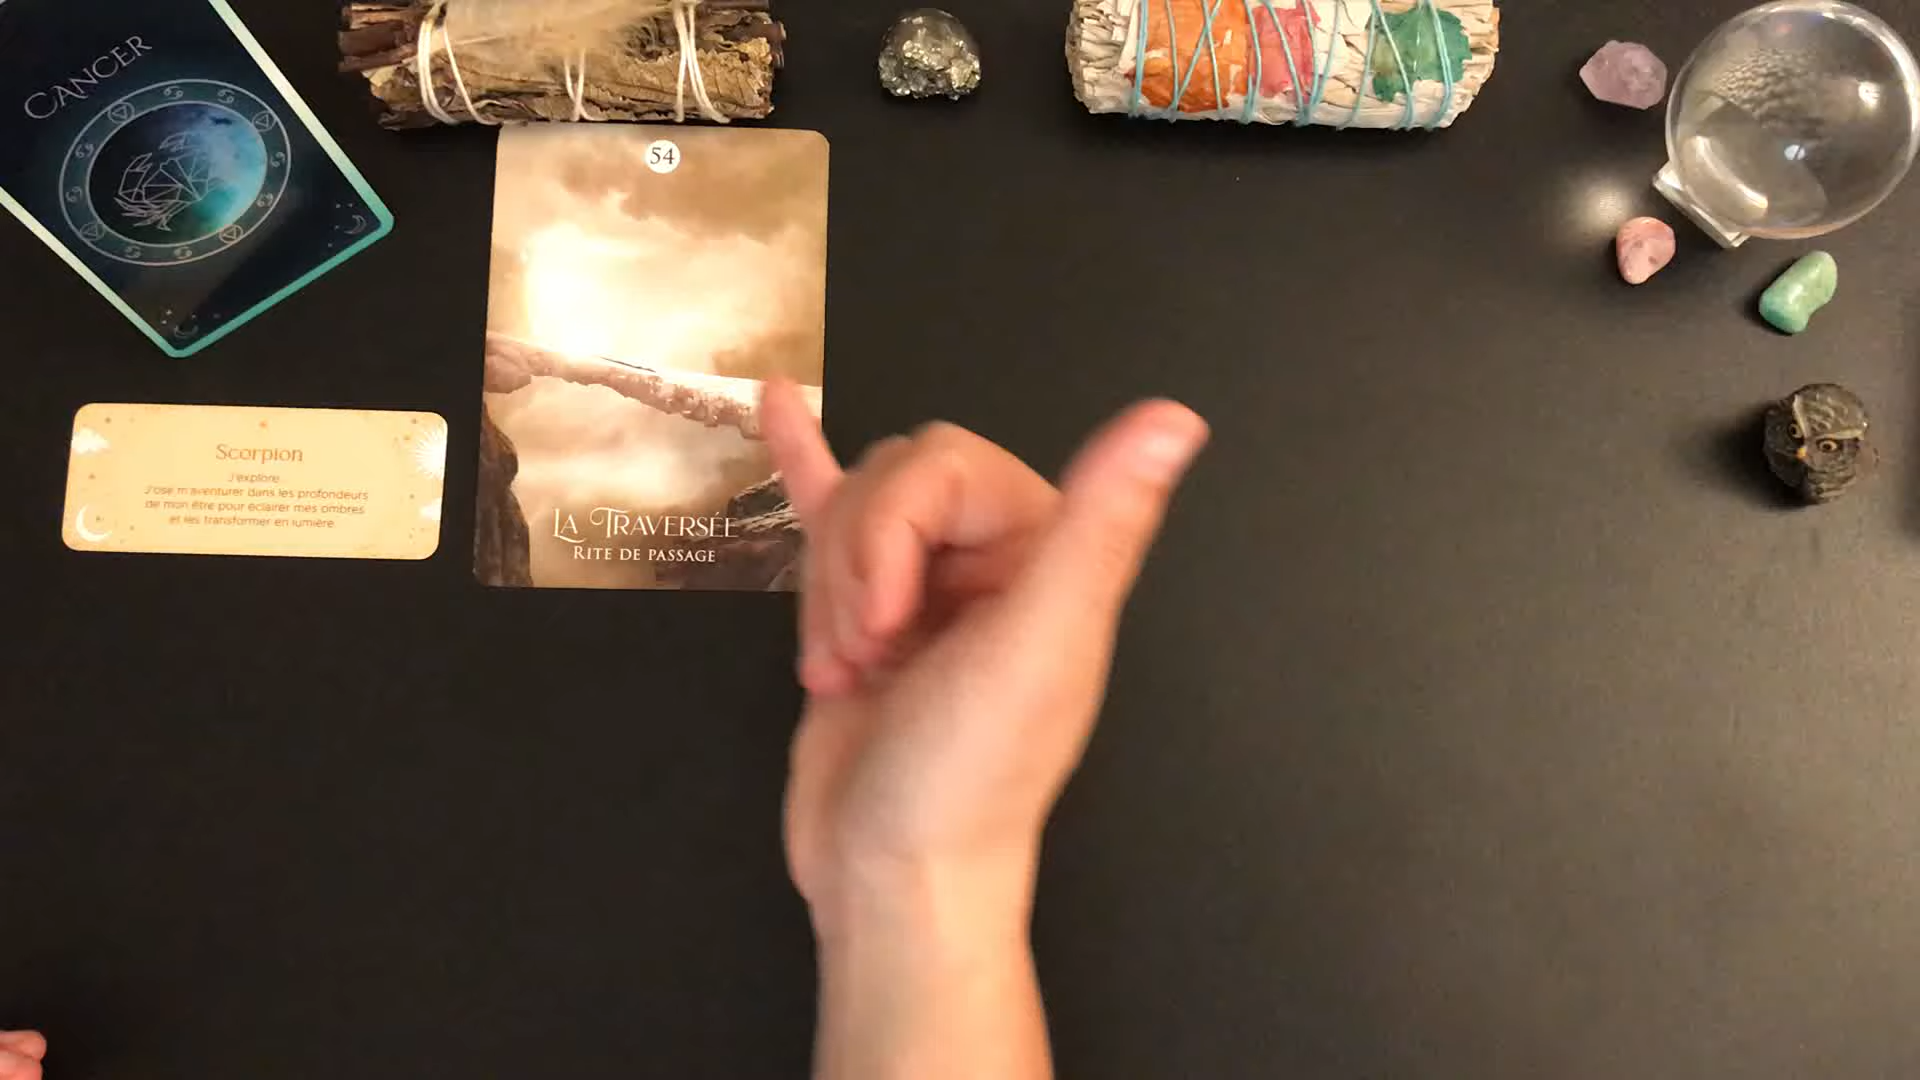 CANCER
54
Scorpion
J'explore.
J'ose m'aventurer dans les profondeurs
de mon être pour éclairer mes ombres
et les transformer en lumière.
LA TRAVERSÉE
RITE DE PASSAGE